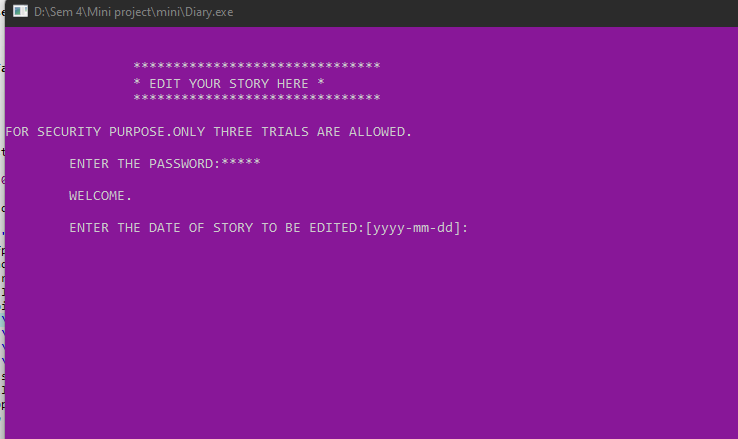 D:\Sem 4\Mini project\mini\Diary.exe
*******************************
* EDIT YOUR STORY HERE *
*******************************
FOR SECURITY PURPOSE.ONLY THREE TRIALS ARE ALLOWED.
ENTER THE PASSWORD:*****
WELCOME.
ENTER THE DATE OF STORY TO BE EDITED:[yyyy-mm-dd]: